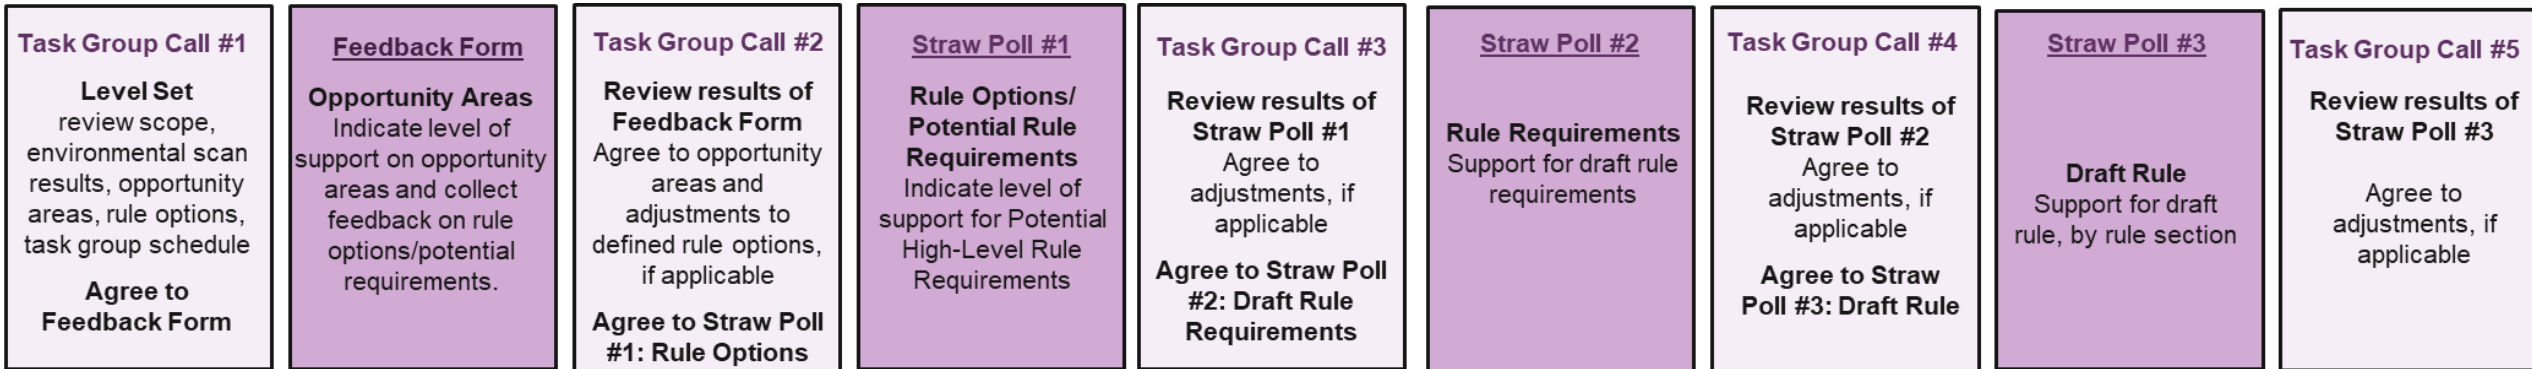 Task Group Call #1
Level Set
review scope,
environmental scan
results, opportunity
areas, rule options,
task group schedule
Agree to
Feedback Form
Feedback Form
Opportunity Areas
Indicate level of
support on opportunity
areas and collect
feedback on rule
options/potential
requirements.
Task Group Call #2
Review results of
Feedback Form
Agree to opportunity
areas and
adjustments to
defined rule options,
if applicable
Agree to Straw Poll
#1: Rule Options
Straw Poll #1
Rule Options/
Potential Rule
Requirements
Indicate level of
support for Potential
High-Level Rule
Requirements
Task Group Call #3
Review results of
Straw Poll #1
Agree to
adjustments, if
applicable
Agree to Straw Poll
#2: Draft Rule
Requirements
Straw Poll #2
Rule Requirements
Support for draft rule
requirements
Task Group Call #4
Review results of
Straw Poll #2
Agree to
adjustments, if
applicable
Agree to Straw
Poll #3: Draft Rule
Straw Poll #3
Draft Rule
Support for draft
rule, by rule section
Task Group Call #5
Review results of
Straw Poll #3
Agree to
adjustments, if
applicable